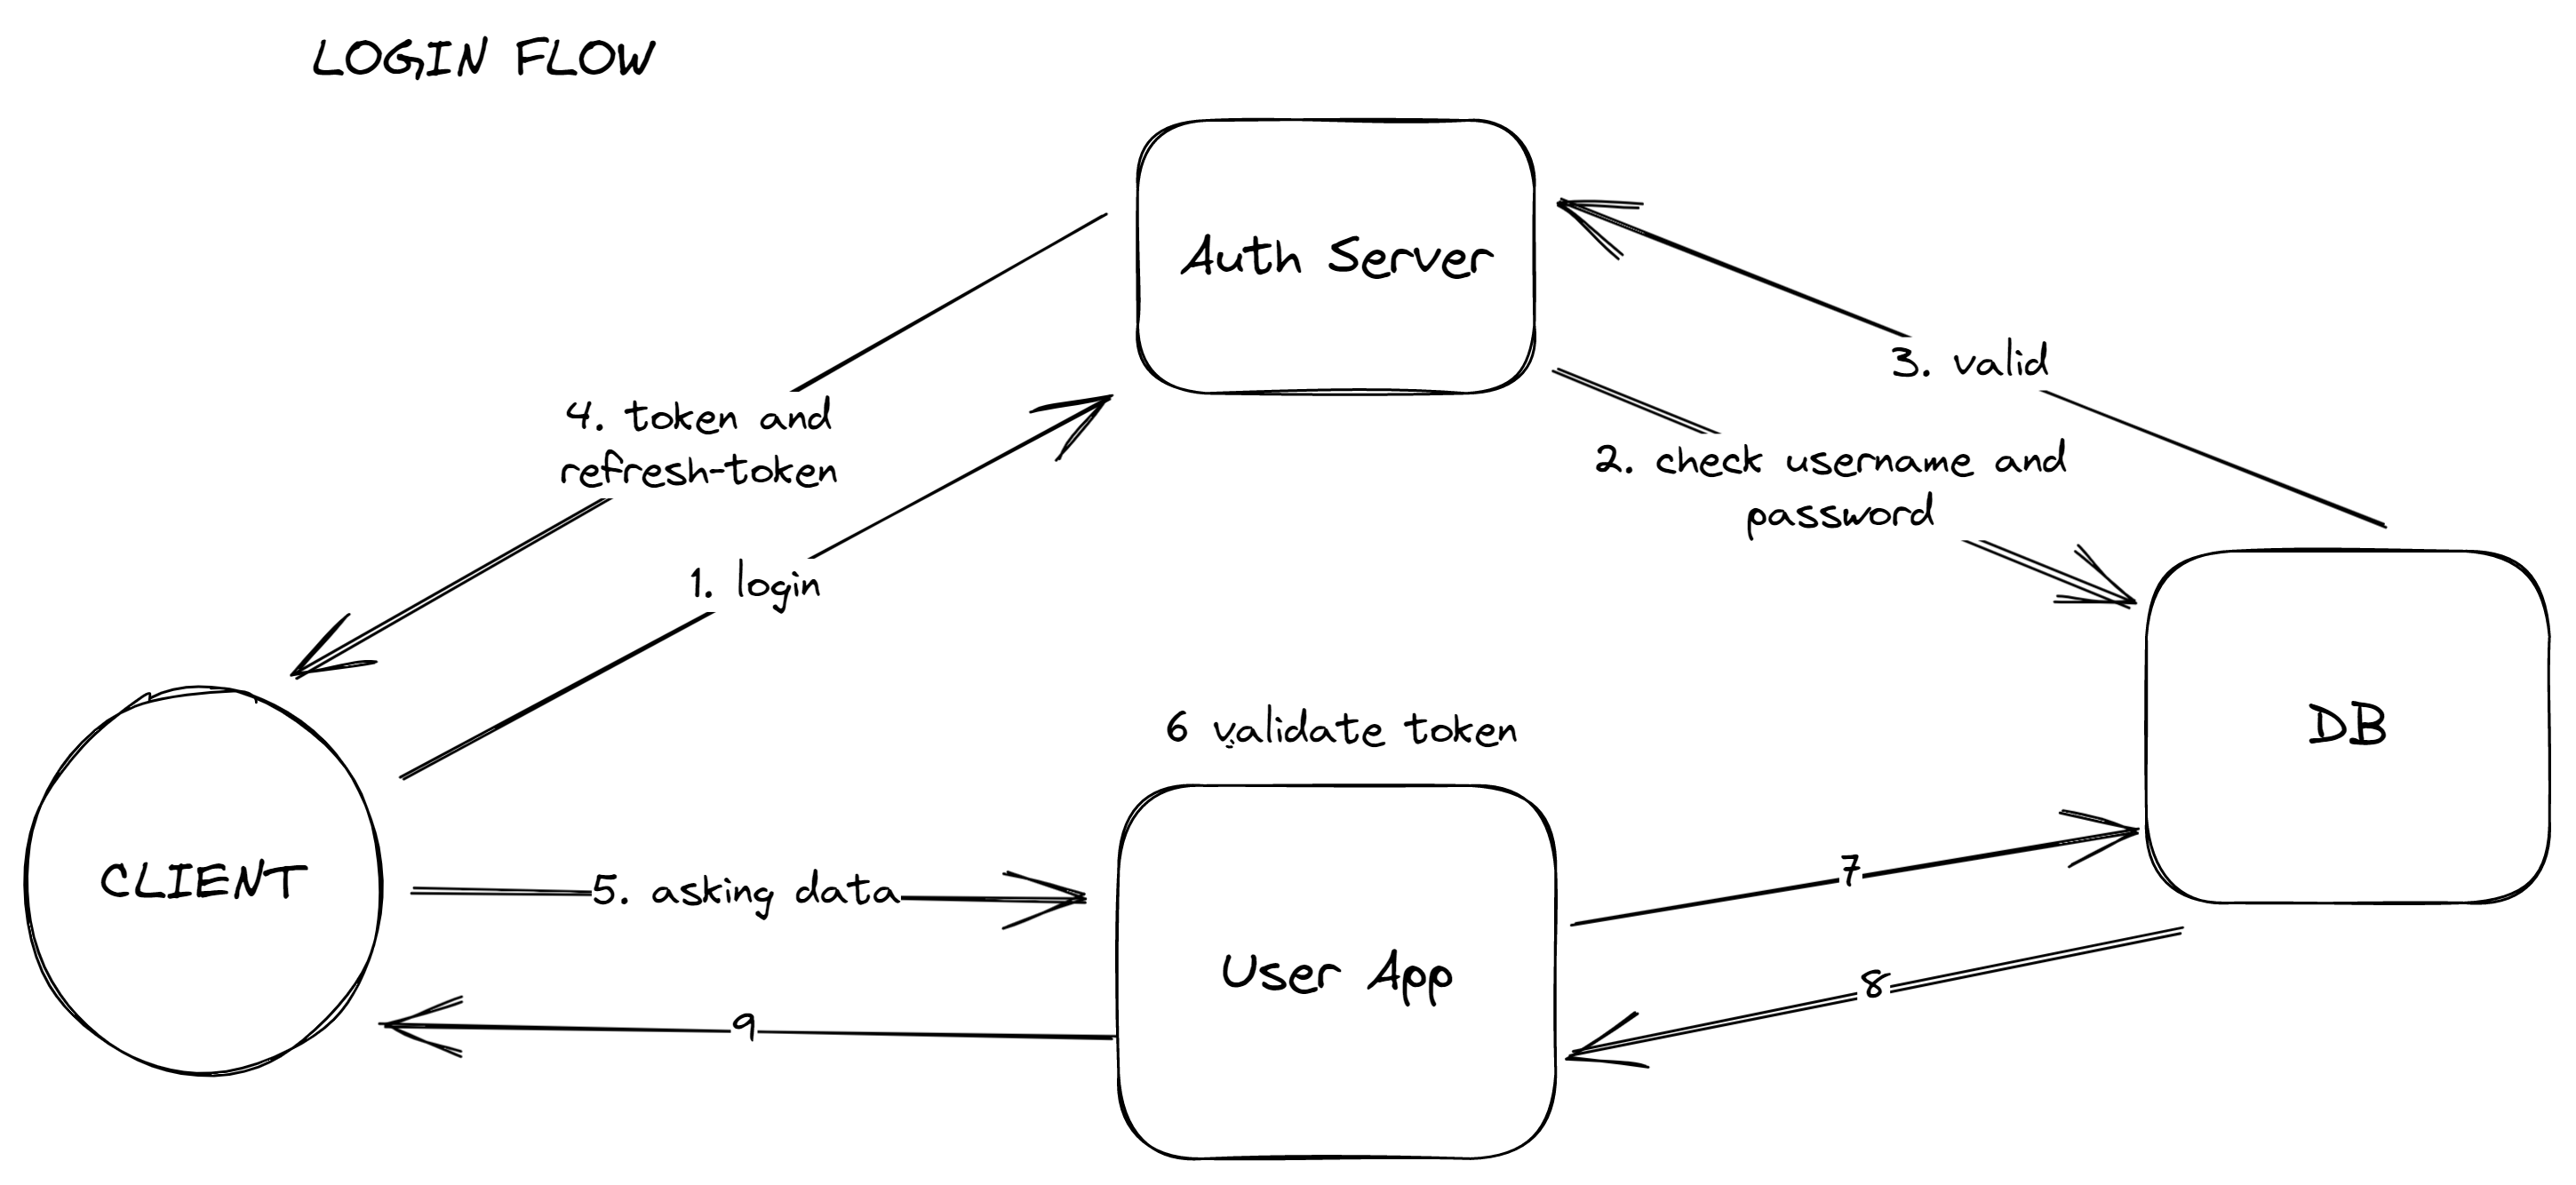 LOGIN FLOW
Auth Server
3. valid
4. token and
refresh-token
2. check username and
password
1. login
6 validate token
DB
CLIENT
5. asking data
7
User App
8
9